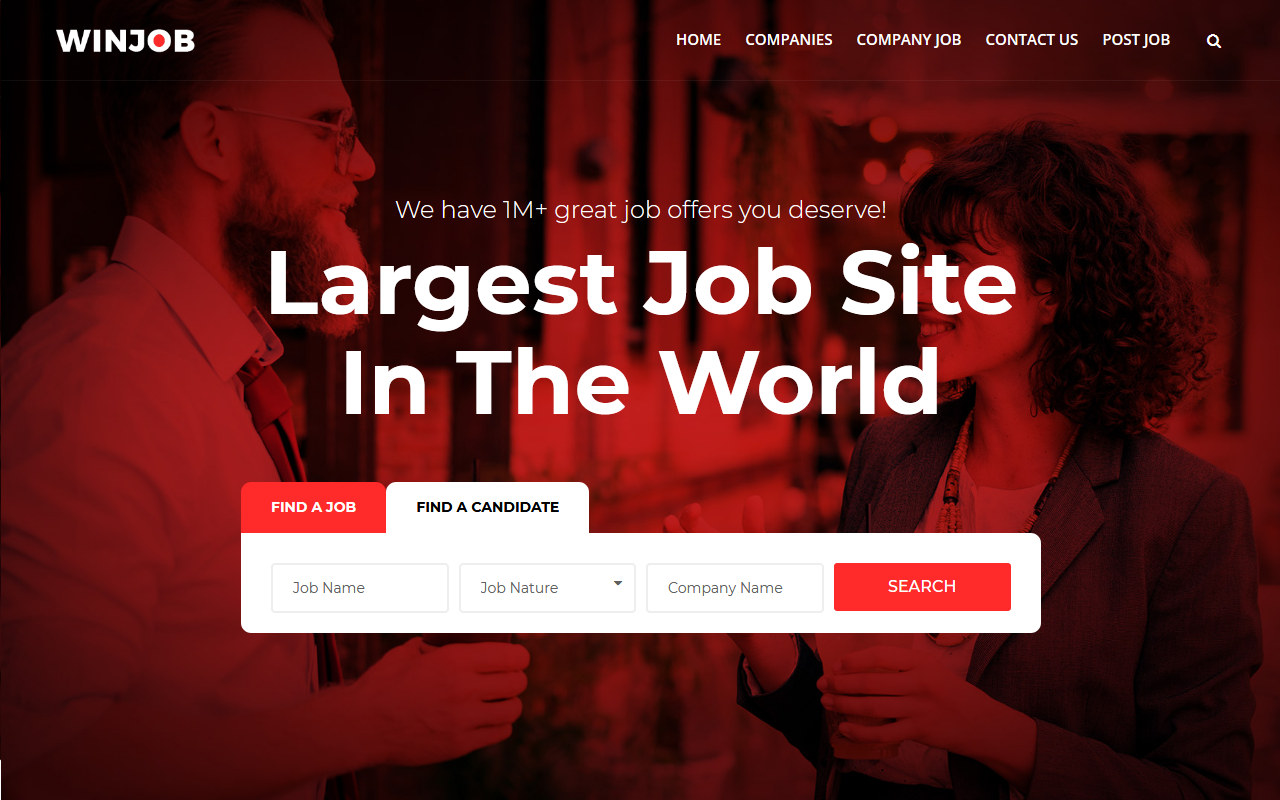 WINJOB
HOME COMPANIES COMPANY JOB CONTACT US POST JOB
We have 1M+ great job offers you deserve!
Largest Job Site
In The World
FIND A JOB FIND A CANDIDATE
Job Name Job Nature Company Name SEARCH